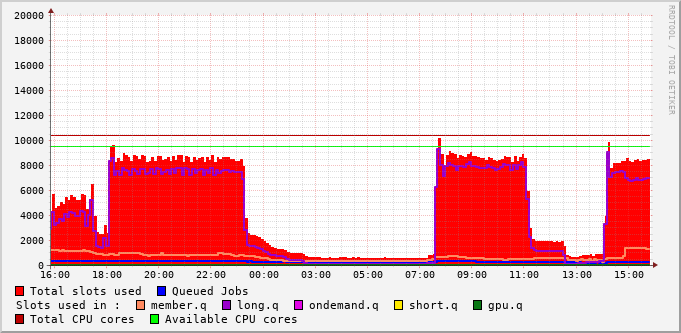 20000
18000
16000
14000
12000
10000
8000
6000
4000
2000
0
16:00 18:00 20:00 22:00 00:00 03:00 05:00 07:00 09:00 11:00 13:00 15:00
RRDTOOL / TOBI OETIKER
Total slots used Queued Jobs
Slots used in : member.q long.q ondemand.q short.q gpu.q
Total CPU cores Available CPU cores